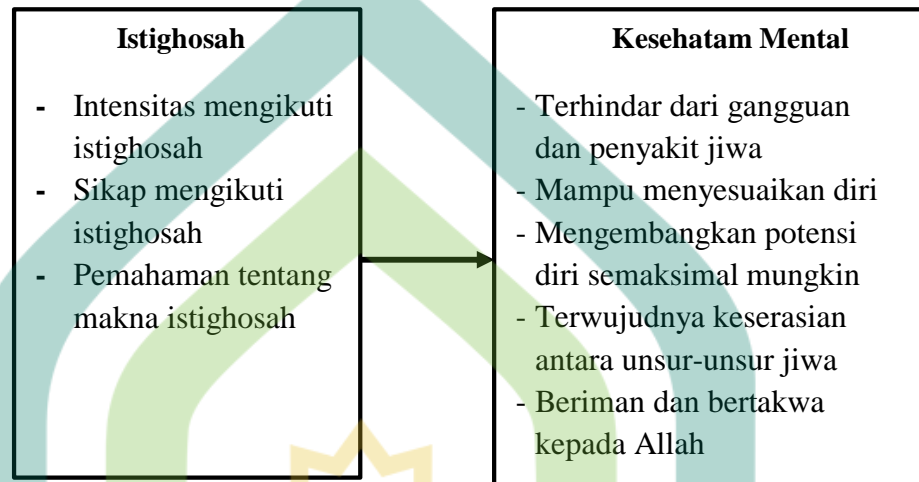 Istighosah
- Intensitas mengikuti
istighosah
- Sikap mengikuti
istighosah
- Pemahaman tentang
makna istighosah
Kesehatam Mental
- Terhindar dari gangguan
dan penyakit jiwa
- Mampu menyesuaikan diri
- Mengembangkan potensi
diri semaksimal mungkin
- Terwujudnya keserasian
antara unsur-unsur jiwa
- Beriman dan bertakwa
kepada Allah